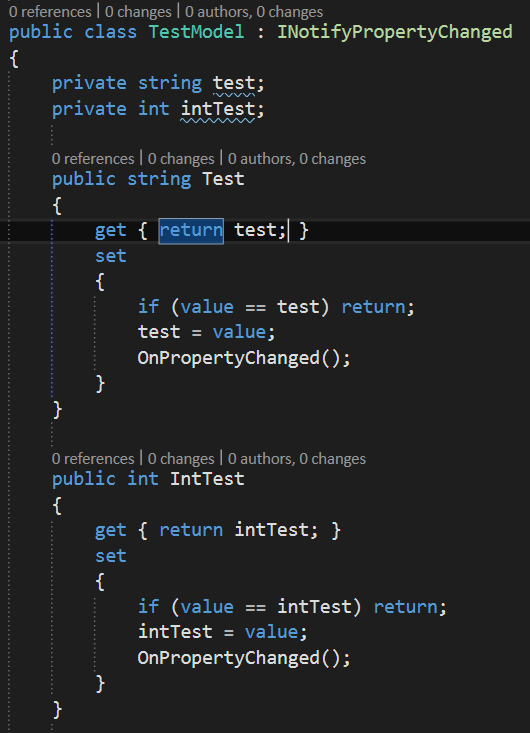 0 references | 0 changes | 0 authors, 0 changes
public class TestModel : INotifyPropertyChanged
{
private string test;
private int intTest;
0 references | 0 changes | 0 authors, 0 changes
public string Test
{
get { return test; }
set
{
if (value == test) return;
test = value;
OnPropertyChanged();
}
}
0 references | 0 changes | 0 authors, 0 changes
public int IntTest
{
get { return intTest; }
set
{
if (value == intTest) return;
intTest = value;
OnPropertyChanged();
}
}